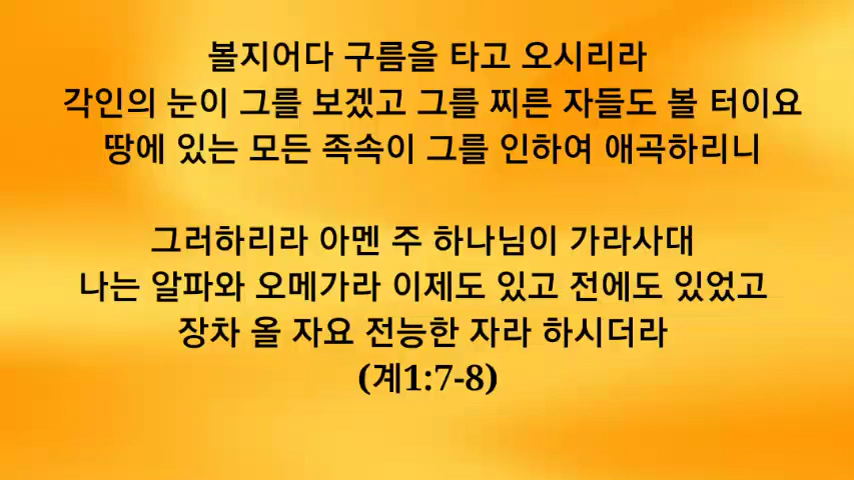 볼지어다 구름을 타고 오시리라
각인의 눈이 그를 보겠고 그를 찌른 자들도 볼 터이요
땅에 있는 모든 족속이 그를 인하여 애곡하리니
그러하리라 아멘 주 하나님이 가라사대
나는 알파와 오메가라 이제도 있고 전에도 있었고
장차 올 자요 전능한 자라 하시더라
(계1:7-8)